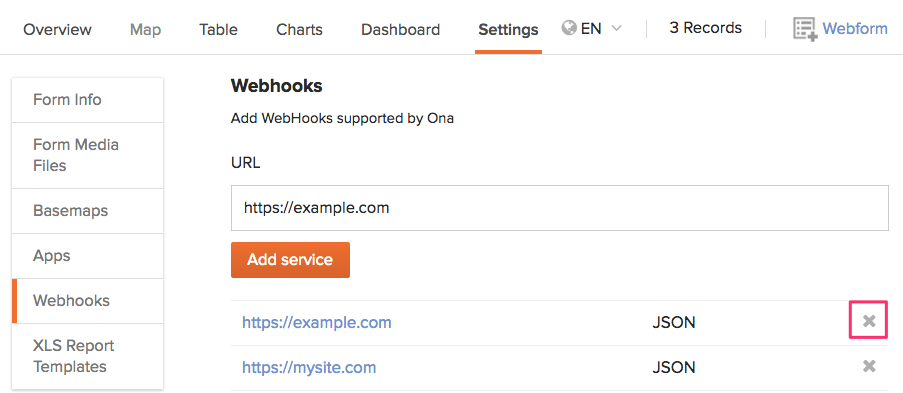 Overview Map Table Charts Dashboard Settings EN 3 Records Webform
Form Info
Form Media
Files
Basemaps
Apps
Webhooks
XLS Report
Templates
Webhooks
Add WebHooks supported by Ona
URL
https://example.com
Add service
https://example.com JSON
https://mysite.com JSON